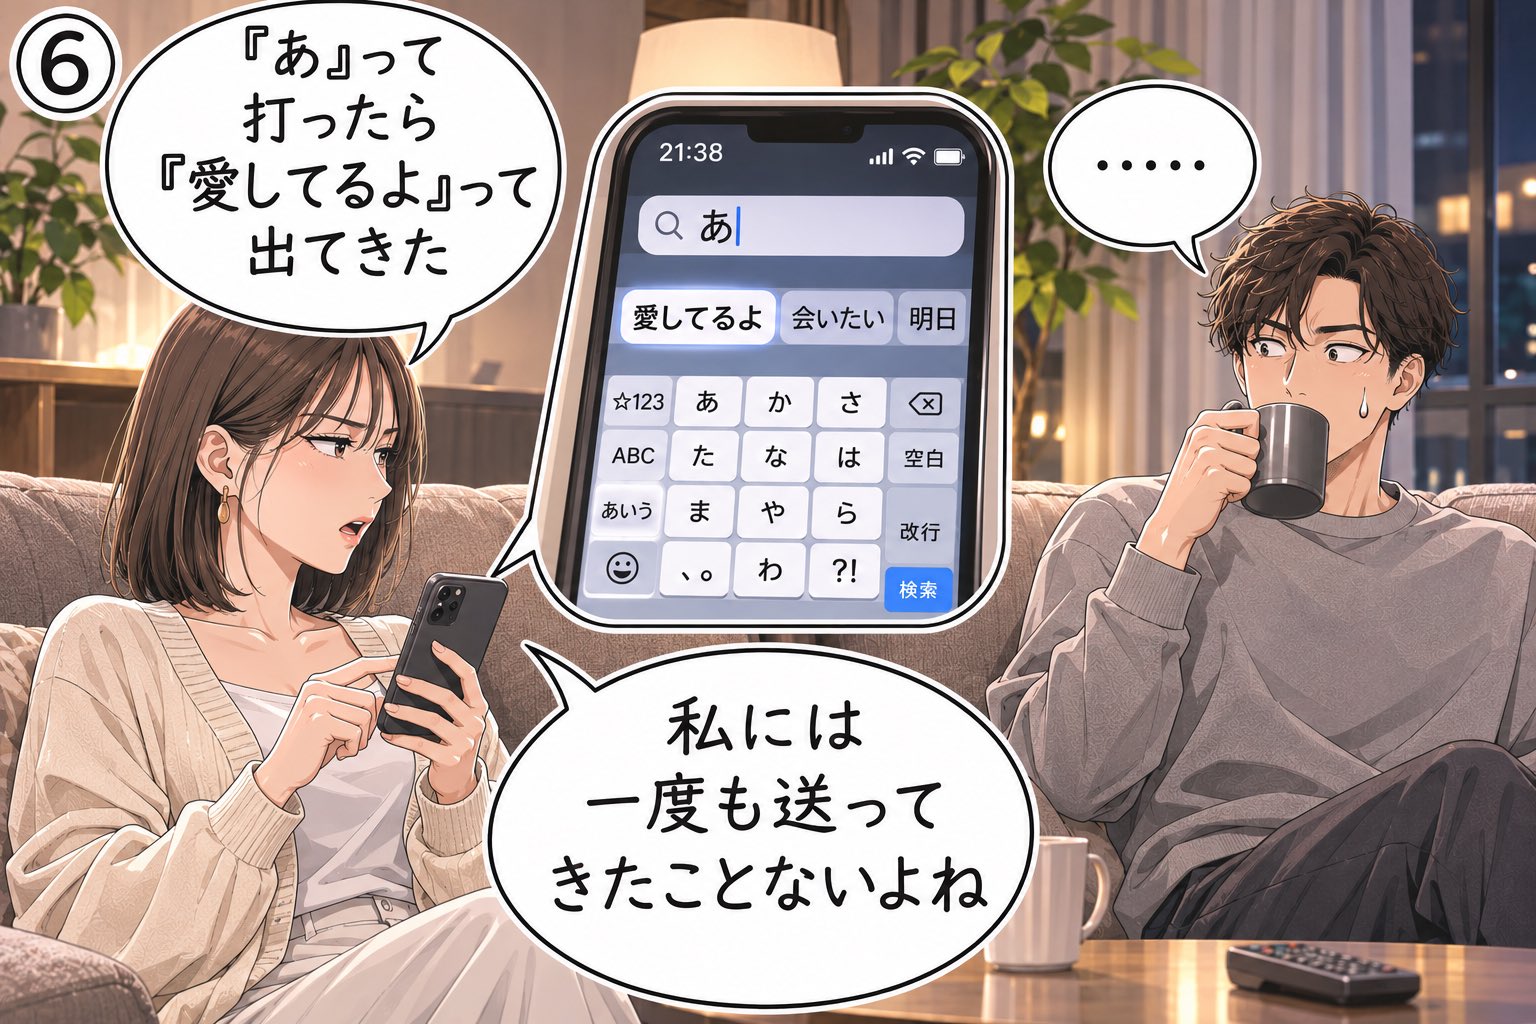 ⑥
『あ』って
打ったら
『愛してるよ』って
出てきた
21:38
あ
愛してるよ 会いたい 明日
☆123 あ か さ
ABC た な は 空白
あいう ま や ら 改行
、。 わ ?! 検索
・・・・・
私には
一度も送って
きたことないよね